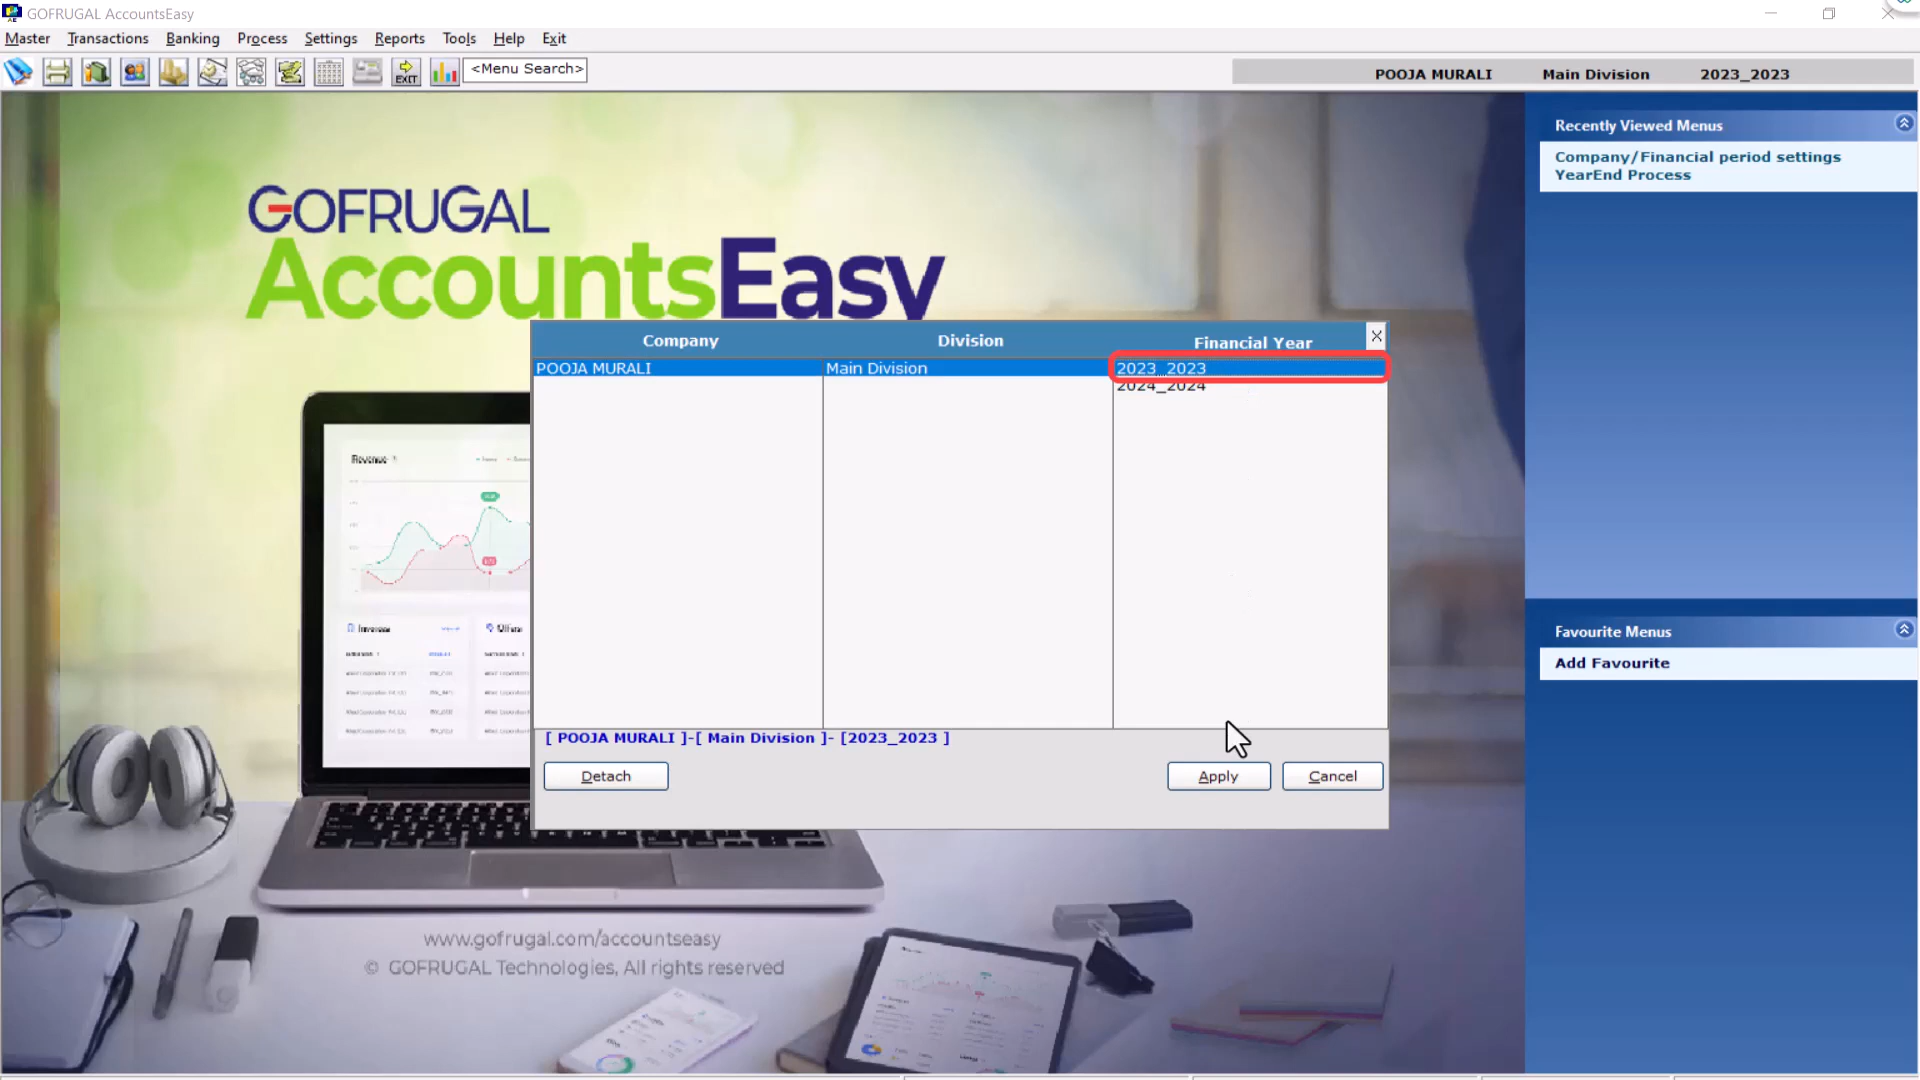 GOFRUGAL AccountsEasy
Master Transactions Banking Process Settings Reports Tools Help Exit
EXIT <Menu Search> POOJA MURALI Main Division 2023_2023
Recently Viewed Menus
Company/Financial period settings
YearEnd Process
GOFRUGAL
AccountsEasy
Company Division Financial Year X
POOJA MURALI Main Division 2023_2023
2024_2024
Revenue
[ POOJA MURALI ]-[ Main Division ]- [2023_2023 ]
Detach Apply Cancel
Favourite Menus
Add Favourite
www.gofrugal.com/accountseasy
© GOFRUGAL Technologies, All rights reserved